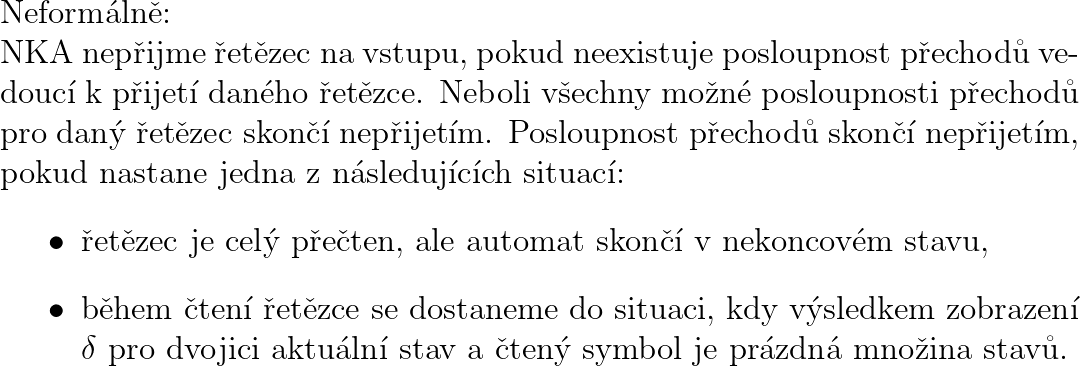 Neformálně:
NKA nepřijme řetězec na vstupu, pokud neexistuje posloupnost přechodů ve-
doucí k přijetí daného řetězce. Neboli všechny možné posloupnosti přechodů
pro daný řetězec skončí nepřijetím. Posloupnost přechodů skončí nepřijetím,
pokud nastane jedna z následujících situací:
• řetězec je celý přečten, ale automat skončí v nekoncovém stavu,
• během čtení řetězce se dostaneme do situaci, kdy výsledkem zobrazení
δ pro dvojici aktuální stav a čtený symbol je prázdná množina stavů.